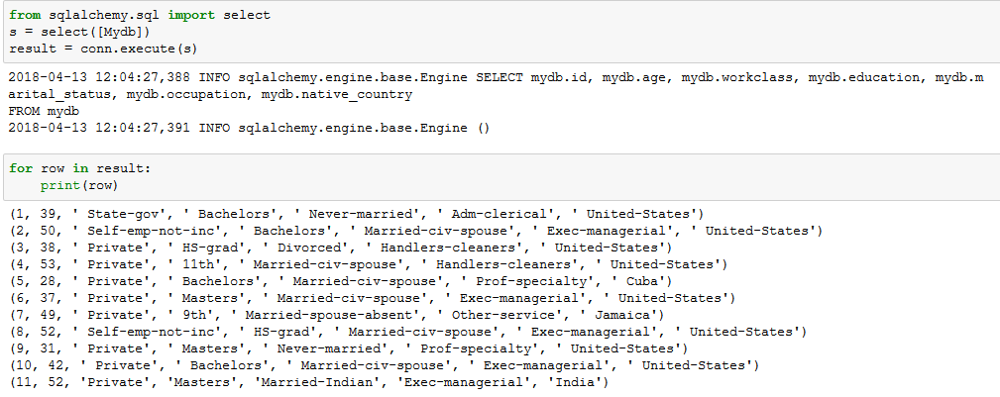 from sqlalchemy.sql import select
s = select([Mydb])
result = conn.execute(s)
2018-04-13 12:04:27,388 INFO sqlalchemy.engine.base.Engine SELECT mydb.id, mydb.age, mydb.workclass, mydb.education, mydb.m
arital_status, mydb.occupation, mydb.native_country
FROM mydb
2018-04-13 12:04:27,391 INFO sqlalchemy.engine.base.Engine ()
for row in result:
    print(row)
(1, 39, ' State-gov', ' Bachelors', ' Never-married', ' Adm-clerical', ' United-States')
(2, 50, ' Self-emp-not-inc', ' Bachelors', ' Married-civ-spouse', ' Exec-managerial', ' United-States')
(3, 38, ' Private', ' HS-grad', ' Divorced', ' Handlers-cleaners', ' United-States')
(4, 53, ' Private', ' 11th', ' Married-civ-spouse', ' Handlers-cleaners', ' United-States')
(5, 28, ' Private', ' Bachelors', ' Married-civ-spouse', ' Prof-specialty', ' Cuba')
(6, 37, ' Private', ' Masters', ' Married-civ-spouse', ' Exec-managerial', ' United-States')
(7, 49, ' Private', ' 9th', ' Married-spouse-absent', ' Other-service', ' Jamaica')
(8, 52, ' Self-emp-not-inc', ' HS-grad', ' Married-civ-spouse', ' Exec-managerial', ' United-States')
(9, 31, ' Private', ' Masters', ' Never-married', ' Prof-specialty', ' United-States')
(10, 42, ' Private', ' Bachelors', ' Married-civ-spouse', ' Exec-managerial', ' United-States')
(11, 52, 'Private', 'Masters', 'Married-Indian', 'Exec-managerial', 'India')